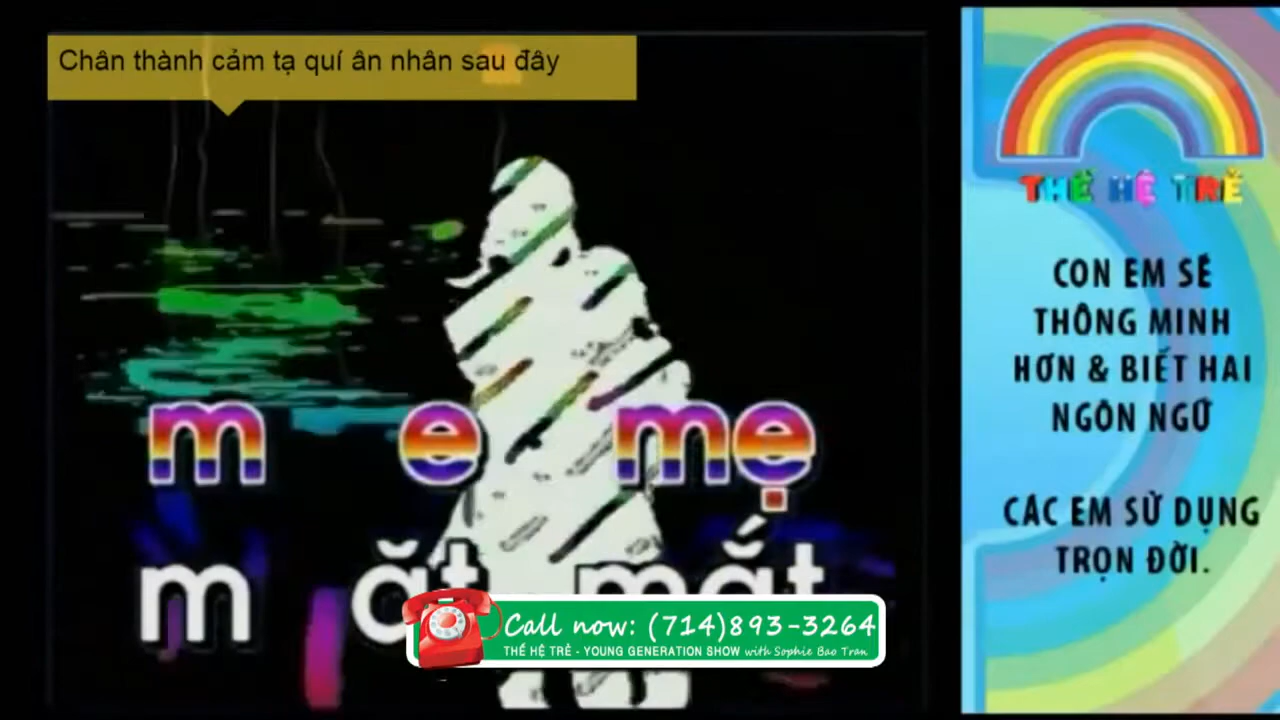 Chân thành cảm tạ quí ân nhân sau đây
THẾ HỆ TRẺ
CON EM SẼ
THÔNG MINH
HƠN & BIẾT HAI
NGÔN NGỮ
CÁC EM SỬ DỤNG
TRỌN ĐỜI.
m e mẹ
m ắt mắt
Call now: (714)893-3264
THẾ HỆ TRẺ - YOUNG GENERATION SHOW with Sophie Bao Tran